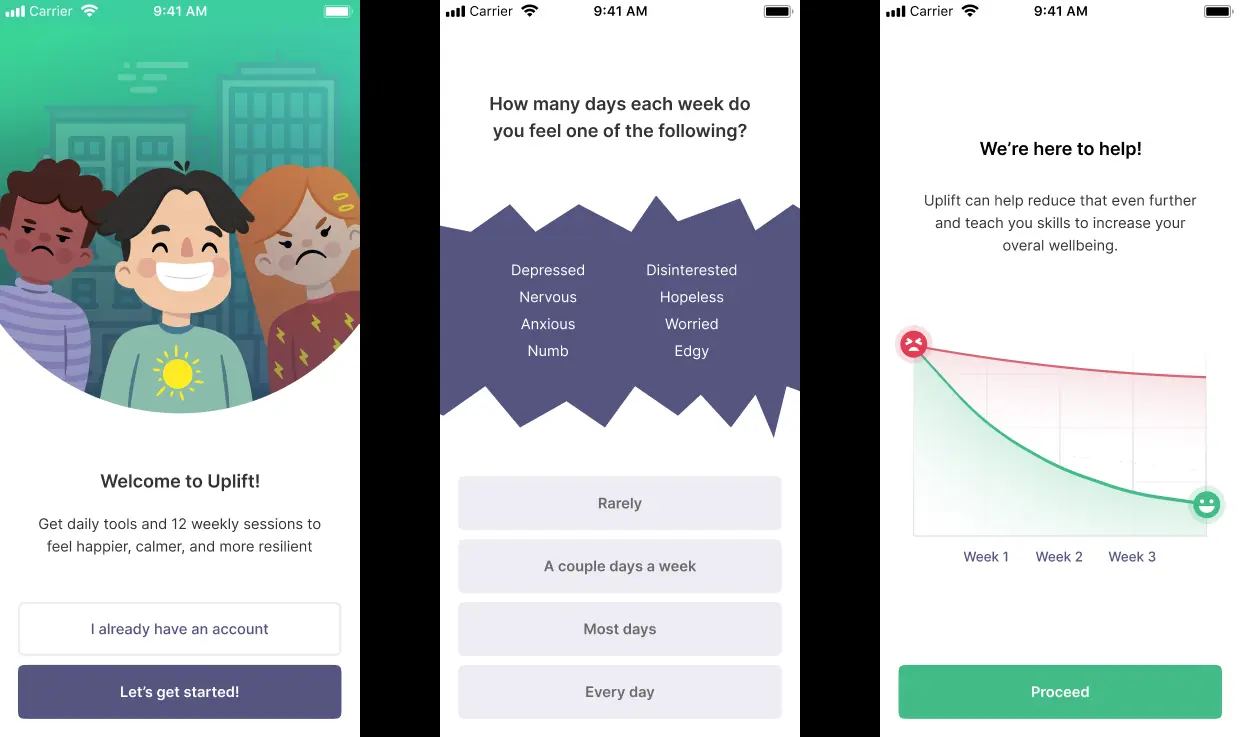 Carrier 9:41 AM
Welcome to Uplift!
Get daily tools and 12 weekly sessions to
feel happier, calmer, and more resilient
I already have an account
Let’s get started!
Carrier 9:41 AM
How many days each week do
you feel one of the following?
Depressed Disinterested
Nervous Hopeless
Anxious Worried
Numb Edgy
Rarely
A couple days a week
Most days
Every day
Carrier 9:41 AM
We’re here to help!
Uplift can help reduce that even further
and teach you skills to increase your
overal wellbeing.
Week 1 Week 2 Week 3
Proceed